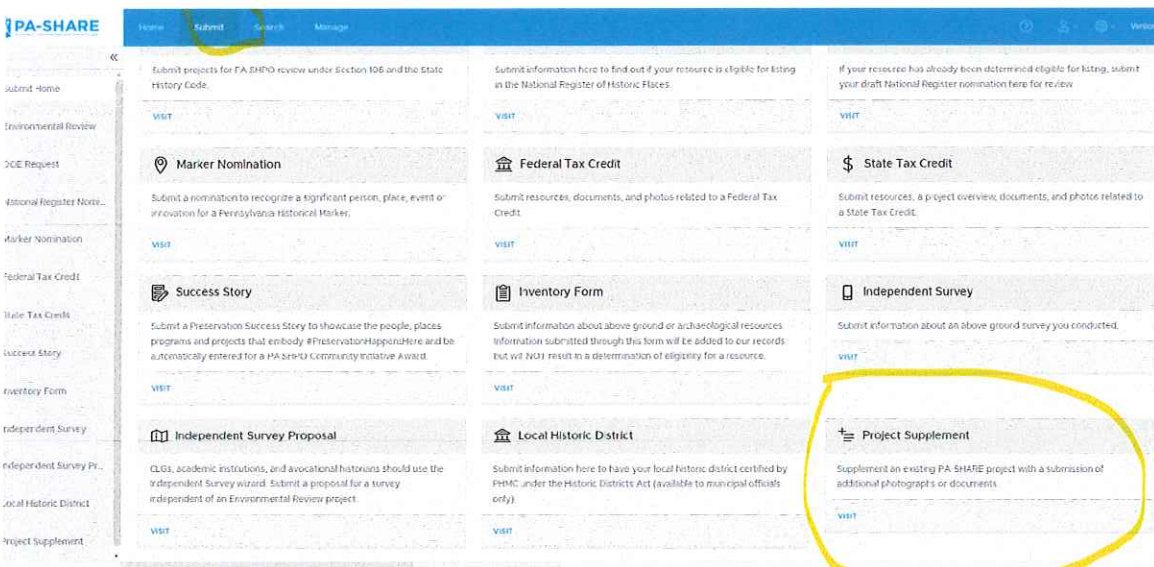 PA-SHARE
Home Submit Search Manage Version
«
Submit Home
Environmental Review
DOE Request
National Register Nomi...
Marker Nomination
Federal Tax Credit
State Tax Credit
Success Story
Inventory Form
Independent Survey
Independent Survey Pr...
Local Historic District
Project Supplement
Submit projects for PA SHPO review under Section 106 and the State
History Code.
VISIT
Submit information here to find out if your resource is eligible for listing
in the National Register of Historic Places.
VISIT
If your resource has already been determined eligible for listing, submit
your draft National Register nomination here for review
VISIT
Marker Nomination
Submit a nomination to recognize a significant person, place, event or
innovation for a Pennsylvania Historical Marker.
VISIT
Federal Tax Credit
Submit resources, documents, and photos related to a Federal Tax
Credit.
VISIT
State Tax Credit
Submit resources, a project overview, documents, and photos related to
a State Tax Credit.
VISIT
Success Story
Submit a Preservation Success Story to showcase the people, places
programs and projects that embody #PreservationHappensHere and be
automatically entered for a PA SHPO Community Initiative Award.
VISIT
Inventory Form
Submit information about above ground or archaeological resources.
Information submitted through this form will be added to our records
but will NOT result in a determination of eligibility for a resource.
VISIT
Independent Survey
Submit information about an above ground survey you conducted.
VISIT
Independent Survey Proposal
CLGs, academic institutions, and avocational historians should use the
Independent Survey wizard. Submit a proposal for a survey
independent of an Environmental Review project.
VISIT
Local Historic District
Submit information here to have your local historic district certified by
PHMC under the Historic Districts Act (available to municipal officials
only).
VISIT
Project Supplement
Supplement an existing PA-SHARE project with a submission of
additional photographs or documents.
VISIT